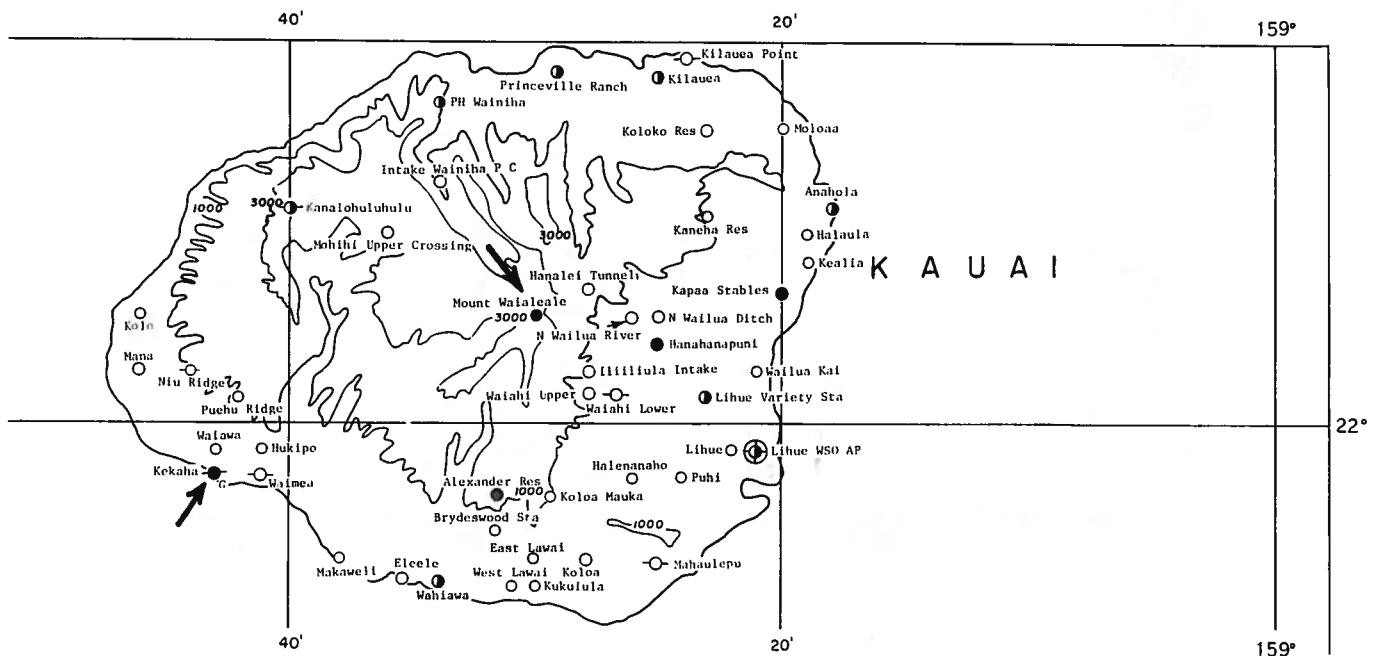 40'
20'
159°
Kilauea Point
Princeville Ranch
Kilauea
PH Wainiha
Koloko Res
Moloaa
Intake Wainiha P C
Anahola
1000
3000
Kanalohuluhulu
Kaneha Res
3000
Halaula
Mohihi Upper Crossing
Kealia
KAUAI
Hanalei Tunnel
Kapaa Stables
Mount Waialeale
3000
N Wailua Ditch
Kolo
N Wailua River
Hanahanapuni
Mana
Niu Ridge
Iliiliula Intake
Wailua Kai
Puehu Ridge
Waiahi Upper
Waiahi Lower
Lihue Variety Sta
22°
Waiawa
Hukipo
Lihue
Lihue WSO AP
Kekaha
G
Waimea
Halenanaho
Puhi
Alexander Res
1000
Koloa Mauka
Brydeswood Sta
1000
East Lawai
Makaweli
Eleele
West Lawai
Koloa
Mahaulepu
Wahiawa
Kukuiula
40'
20'
159°